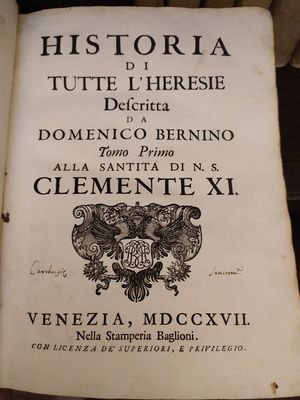 HISTORIA
DI
TUTTE L'HERESIE
Descritta
DA
DOMENICO BERNINO
Tomo Primo
ALLA SANTITÀ DI N. S.
CLEMENTE XI.
VENEZIA, MDCCXVII.
Nella Stamperia Baglioni.
CON LICENZA DE' SUPERIORI, E PRIVILEGIO.